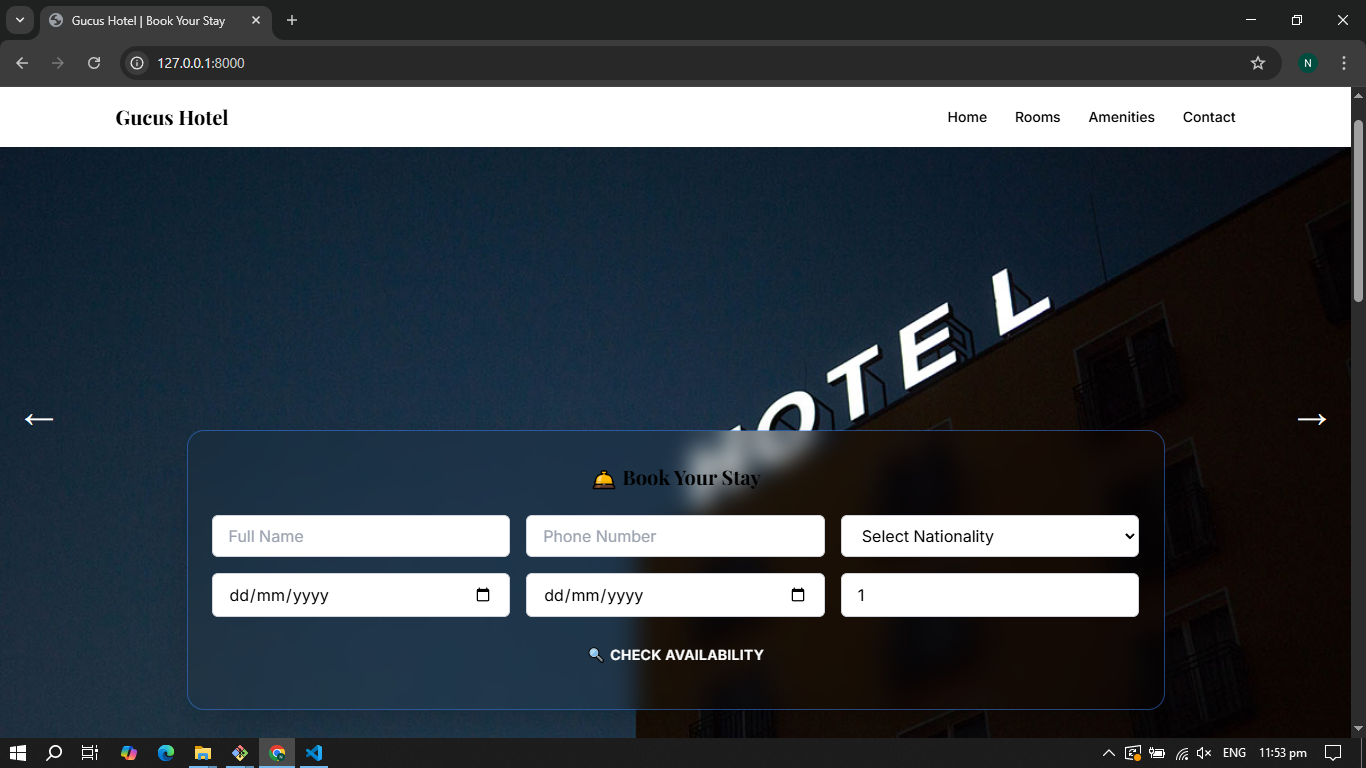 Gucus Hotel | Book Your Stay
127.0.0.1:8000
N
Gucus Hotel
Home Rooms Amenities Contact
HOTEL
Book Your Stay
Full Name Phone Number Select Nationality
dd/mm/yyyy dd/mm/yyyy 1
CHECK AVAILABILITY
ENG 11:53 pm